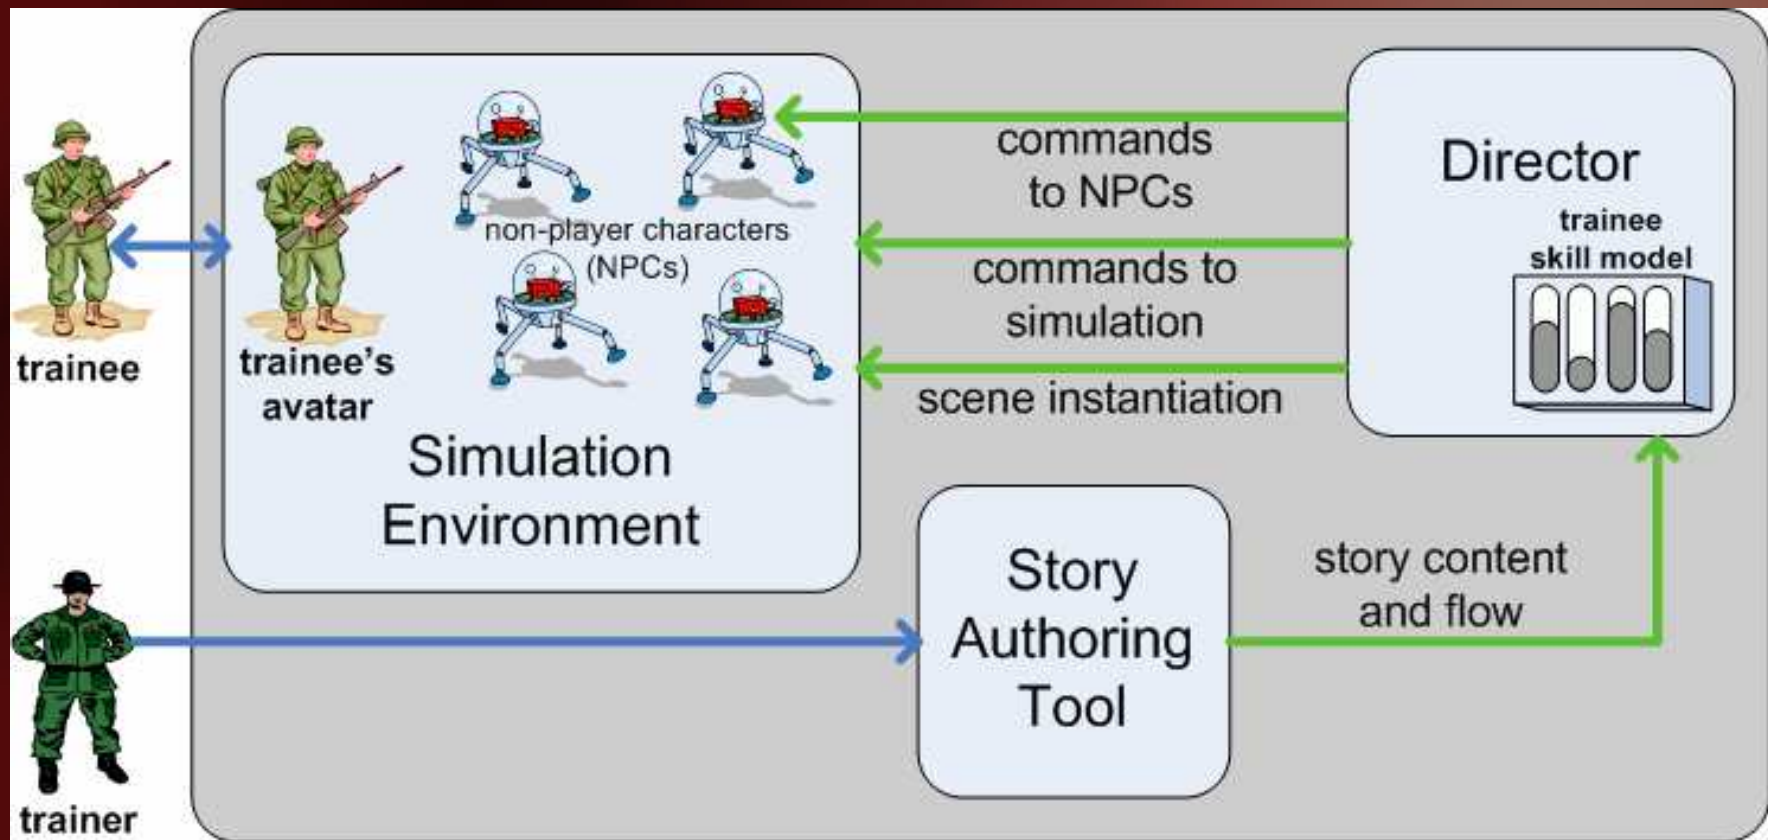 trainee
trainer
trainee's
avatar
non-player characters
(NPCs)
Simulation
Environment
commands
to NPCs
commands to
simulation
scene instantiation
Director
trainee
skill model
Story
Authoring
Tool
story content
and flow